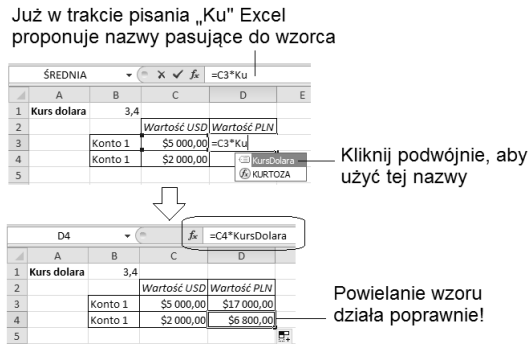 Już w trakcie pisania „Ku" Excel
proponuje nazwy pasujące do wzorca
ŚREDNIA fx =C3*Ku
A B C D E
1 Kurs dolara 3,4
2 Wartość USD Wartość PLN
3 Konto 1 $5 000,00 =C3*Ku
4 Konto 1 $2 000,00
5
KursDolara
KURTOZA
Kliknij podwójnie, aby
użyć tej nazwy
D4 fx =C4*KursDolara
A B C D
1 Kurs dolara 3,4
2 Wartość USD Wartość PLN
3 Konto 1 $5 000,00 $17 000,00
4 Konto 1 $2 000,00 $6 800,00
5
Powielanie wzoru
działa poprawnie!